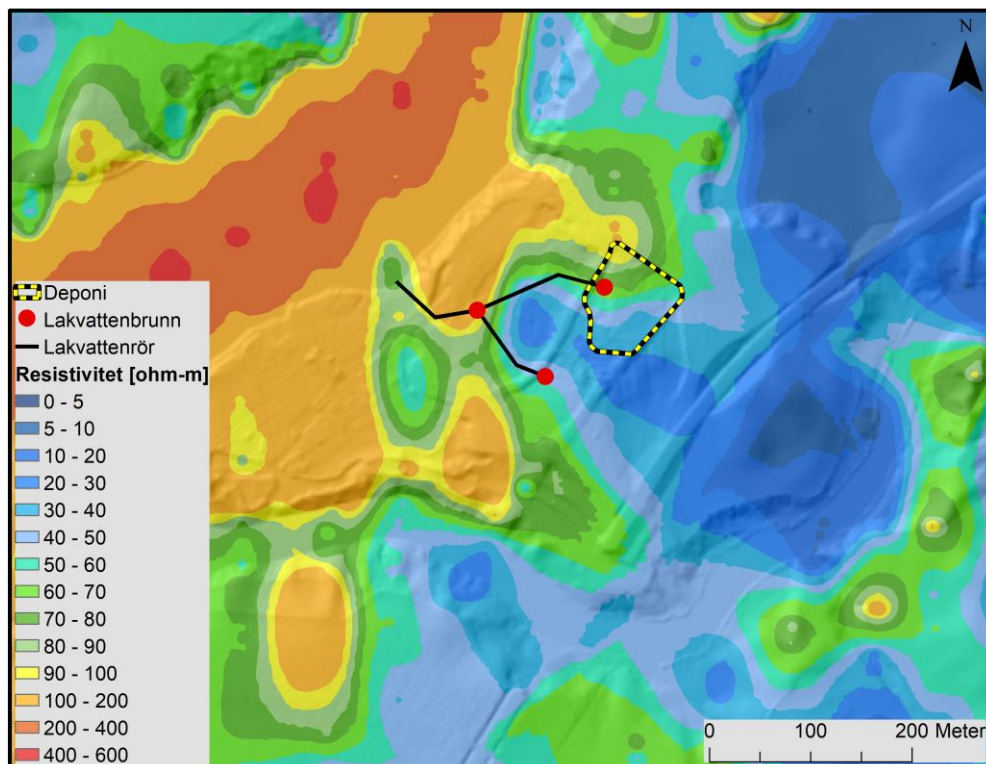 N
Deponi
Lakvattenbrunn
Lakvattenrör
Resistivitet [ohm-m]
0 - 5
5 - 10
10 - 20
20 - 30
30 - 40
40 - 50
50 - 60
60 - 70
70 - 80
80 - 90
90 - 100
100 - 200
200 - 400
400 - 600
0 100 200 Meter